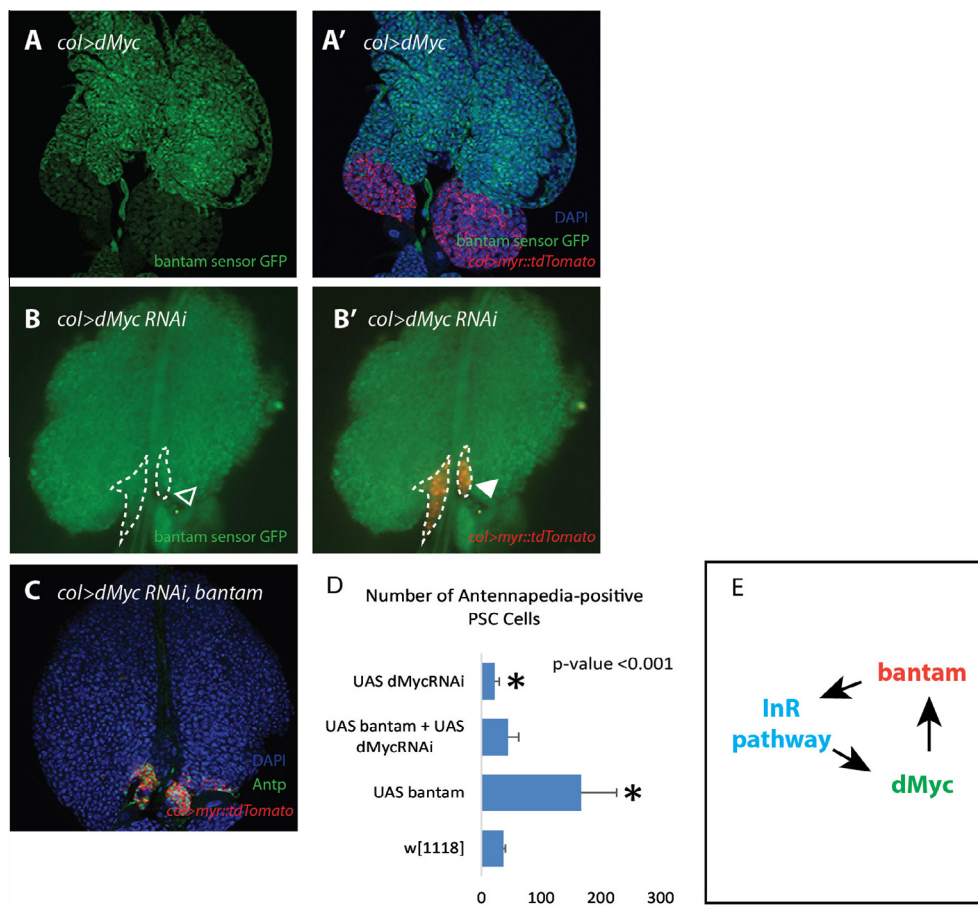 A col>dMyc
bantam sensor GFP
A' col>dMyc
DAPI
bantam sensor GFP
col>myr::tdTomato
B col>dMyc RNAi
bantam sensor GFP
B' col>dMyc RNAi
col>myr::tdTomato
C col>dMyc RNAi, bantam
DAPI
Antp
col>myr::tdTomato
D
Number of Antennapedia-positive
PSC Cells
p-value <0.001
UAS dMycRNAi
*
UAS bantam + UAS
dMycRNAi
UAS bantam
*
w[1118]
0 100 200 300
E
bantam
InR
pathway
dMyc